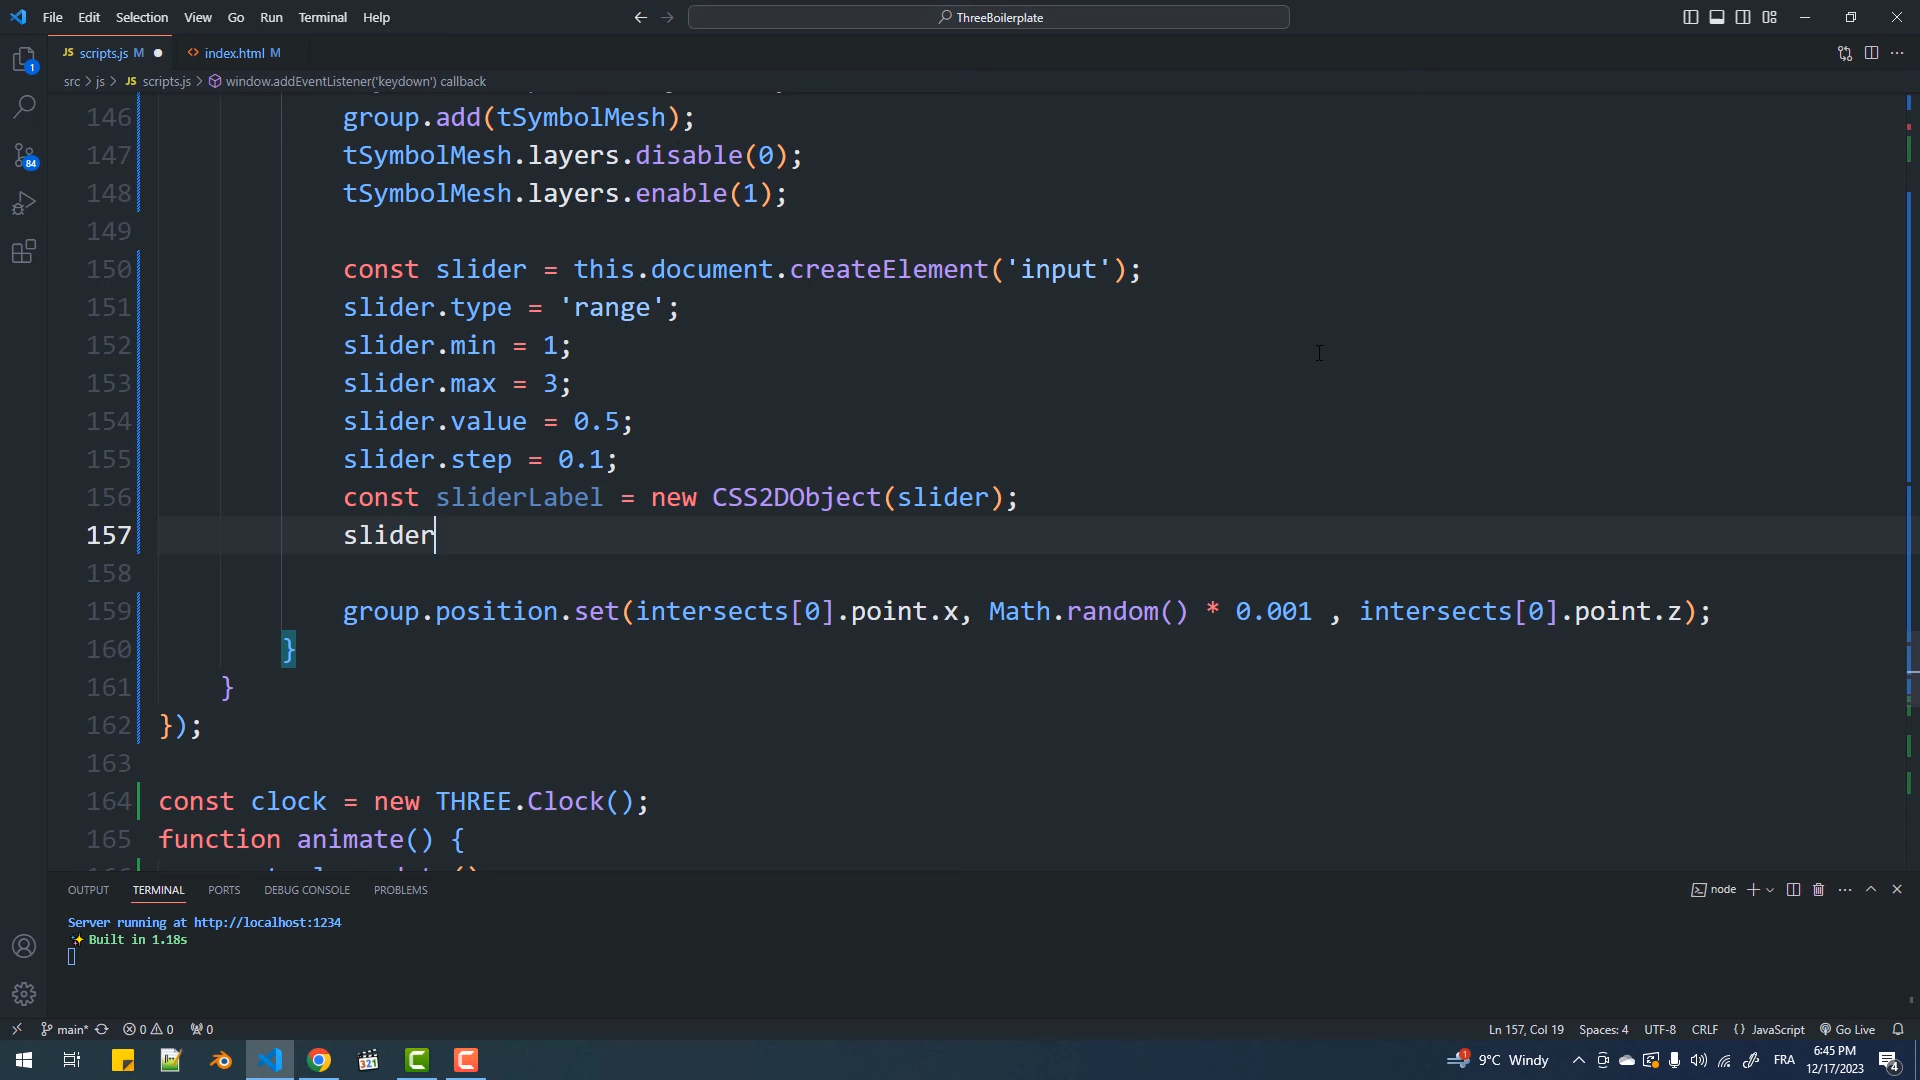 File Edit Selection View Go Run Terminal Help
ThreeBoilerplate
JS scripts.js M
index.html M
src > js > JS scripts.js > window.addEventListener('keydown') callback
146 group.add(tSymbolMesh);
147 tSymbolMesh.layers.disable(0);
148 tSymbolMesh.layers.enable(1);
149
150 const slider = this.document.createElement('input');
151 slider.type = 'range';
152 slider.min = 1;
153 slider.max = 3;
154 slider.value = 0.5;
155 slider.step = 0.1;
156 const sliderLabel = new CSS2DObject(slider);
157 slider
158
159 group.position.set(intersects[0].point.x, Math.random() * 0.001 , intersects[0].point.z);
160 }
161 }
162 });
163
164 const clock = new THREE.Clock();
165 function animate() {
OUTPUT TERMINAL PORTS DEBUG CONSOLE PROBLEMS
node
Server running at http://localhost:1234
Built in 1.18s
1
84
main* 0 0 0
Ln 157, Col 19 Spaces: 4 UTF-8 CRLF {} JavaScript Go Live
321
1 9°C Windy
FRA
6:45 PM
12/17/2023
4